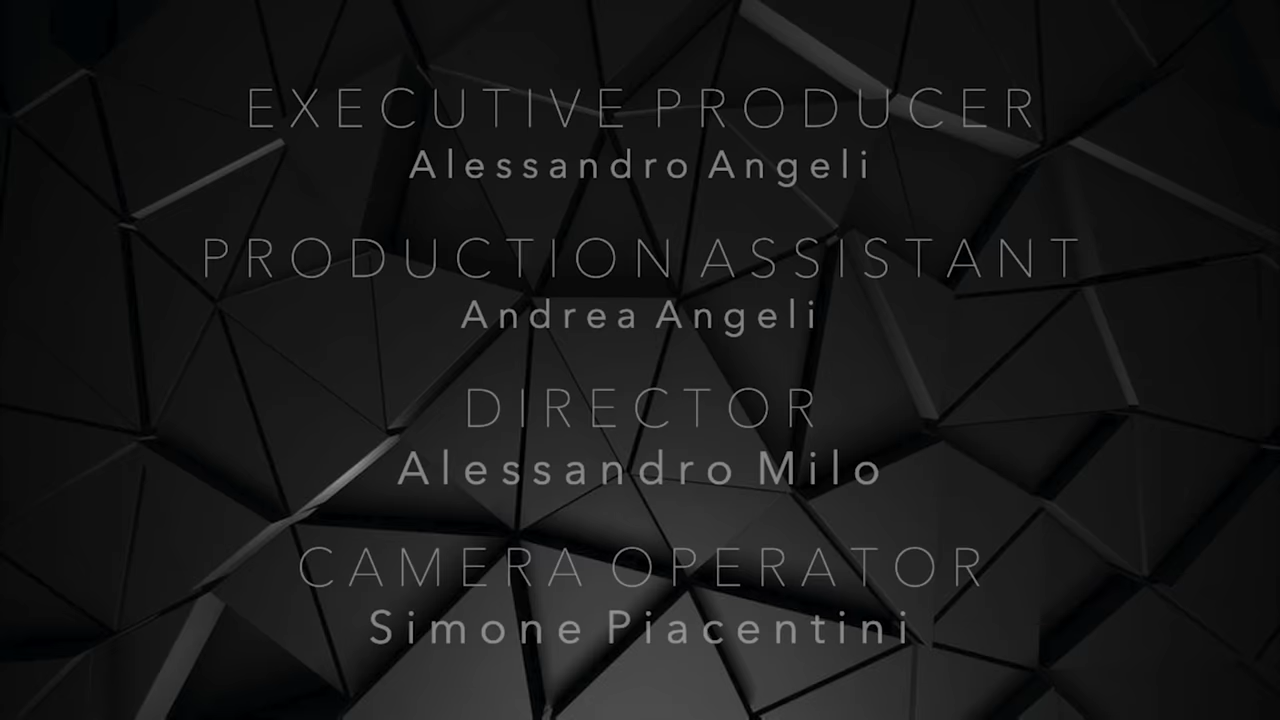 EXECUTIVE PRODUCER
Alessandro Angeli
PRODUCTION ASSISTANT
Andrea Angeli
DIRECTOR
Alessandro Milo
CAMERA OPERATOR
Simone Piacentini